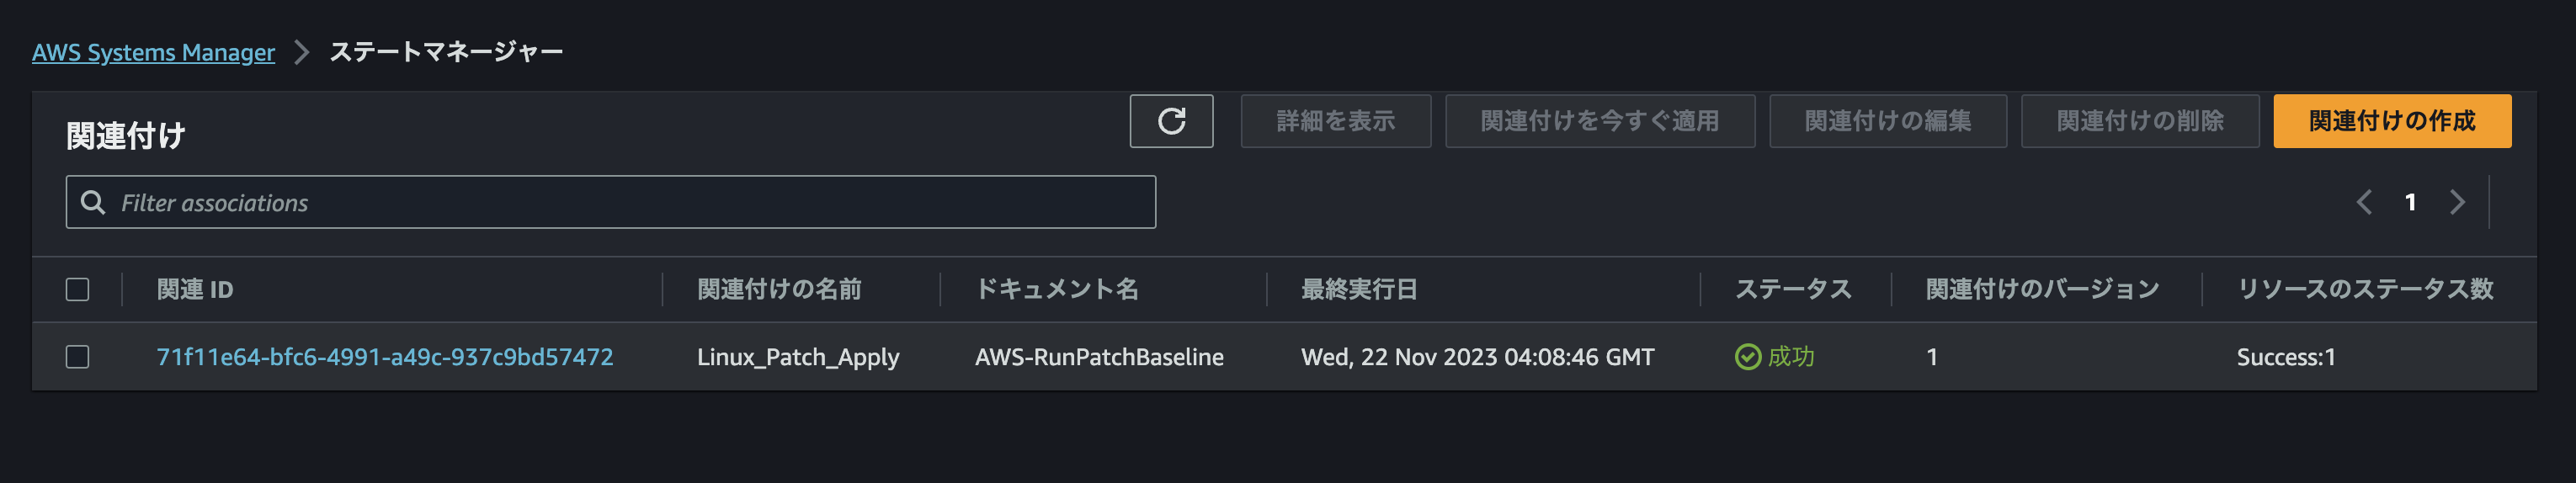 AWS Systems Manager > ステートマネージャー
関連付け
詳細を表示 関連付けを今すぐ適用 関連付けの編集 関連付けの削除 関連付けの作成
Filter associations
1
関連 ID 関連付けの名前 ドキュメント名 最終実行日 ステータス 関連付けのバージョン リソースのステータス数
71f11e64-bfc6-4991-a49c-937c9bd57472 Linux_Patch_Apply AWS-RunPatchBaseline Wed, 22 Nov 2023 04:08:46 GMT 成功 1 Success:1